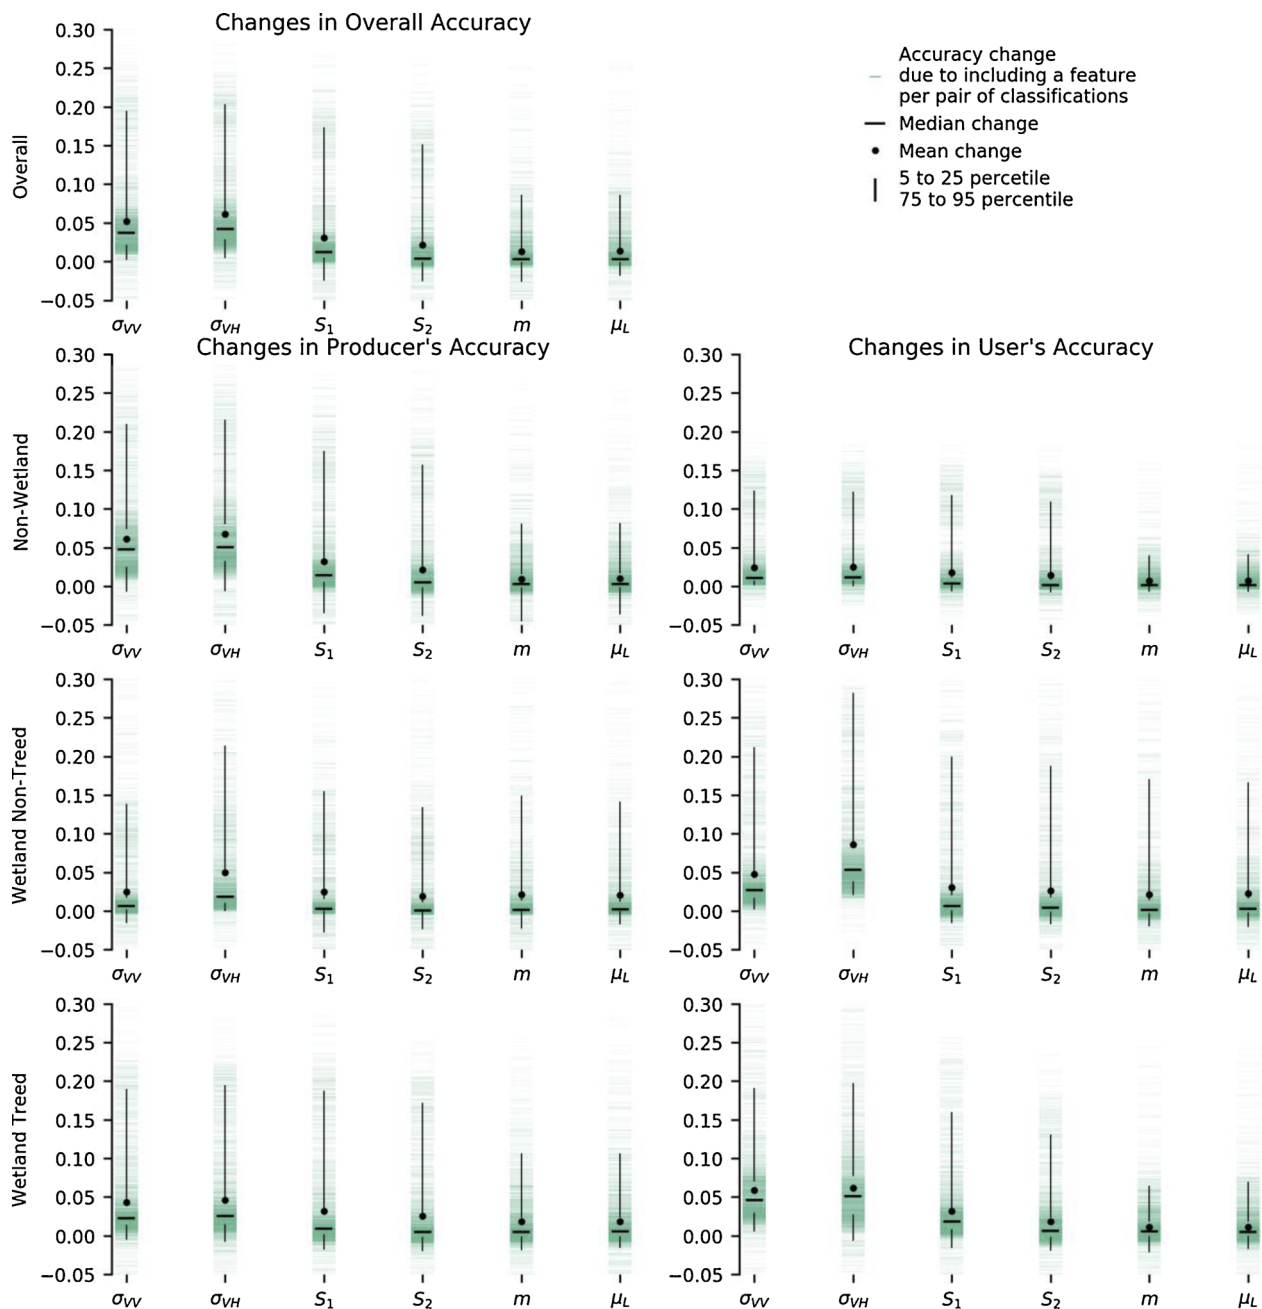 Changes in Overall Accuracy
0.30
0.25
0.20
0.15
0.10
0.05
0.00
−0.05
Overall
σVV σVH S1 S2 m μL
Accuracy change
due to including a feature
per pair of classifications
Median change
Mean change
5 to 25 percetile
75 to 95 percentile
Changes in Producer's Accuracy
0.30
0.25
0.20
0.15
0.10
0.05
0.00
−0.05
Non-Wetland
σVV σVH S1 S2 m μL
Changes in User's Accuracy
0.30
0.25
0.20
0.15
0.10
0.05
0.00
−0.05
σVV σVH S1 S2 m μL
0.30
0.25
0.20
0.15
0.10
0.05
0.00
−0.05
Wetland Non-Treed
σVV σVH S1 S2 m μL
0.30
0.25
0.20
0.15
0.10
0.05
0.00
−0.05
σVV σVH S1 S2 m μL
0.30
0.25
0.20
0.15
0.10
0.05
0.00
−0.05
Wetland Treed
σVV σVH S1 S2 m μL
0.30
0.25
0.20
0.15
0.10
0.05
0.00
−0.05
σVV σVH S1 S2 m μL